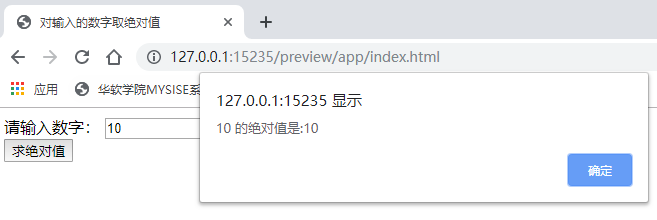 对输入的数字取绝对值
127.0.0.1:15235/preview/app/index.html
应用
华软学院MYSISE系
127.0.0.1:15235 显示
10 的绝对值是:10
确定
请输入数字： 10
求绝对值